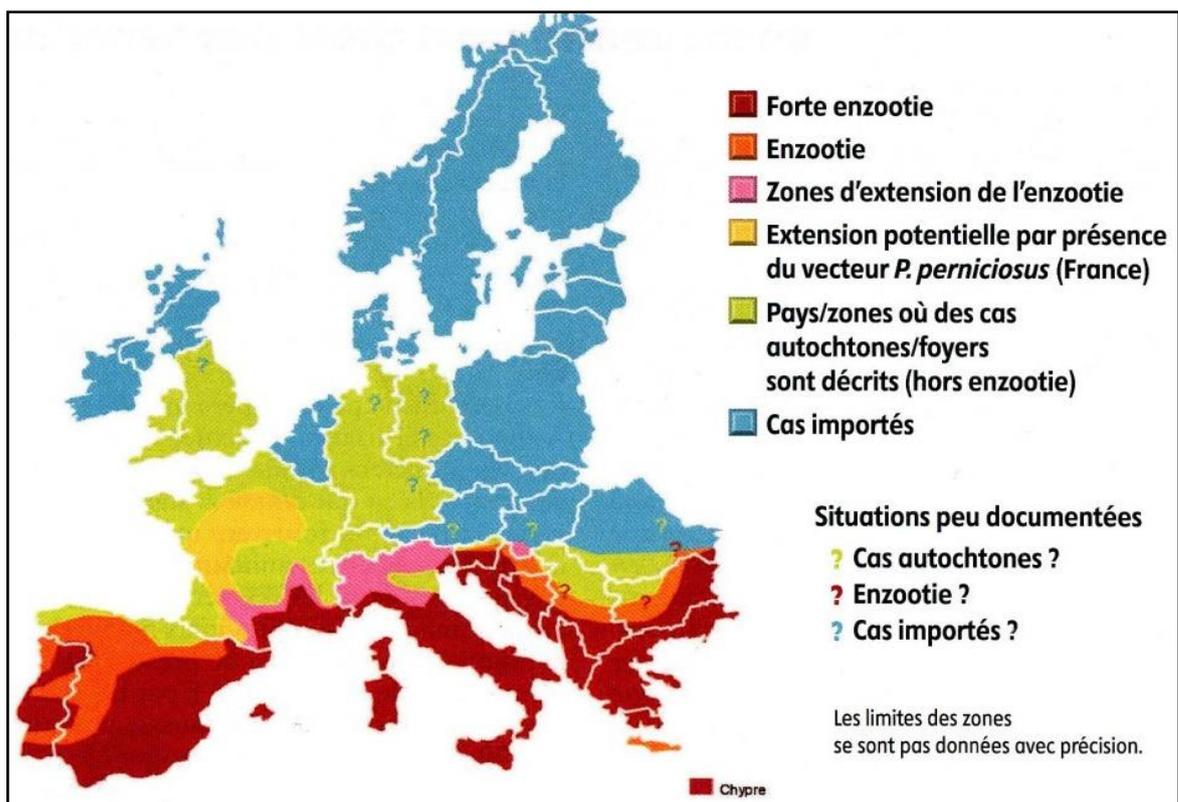 Forte enzootie
Enzootie
Zones d'extension de l'enzootie
Extension potentielle par présence
du vecteur P. perniciosus (France)
Pays/zones où des cas
autochtones/foyers
sont décrits (hors enzootie)
Cas importés
Situations peu documentées
? Cas autochtones ?
? Enzootie ?
? Cas importés ?
Les limites des zones
se sont pas données avec précision.
Chypre
?
?
?
?
?
?
?
?
?
?
?